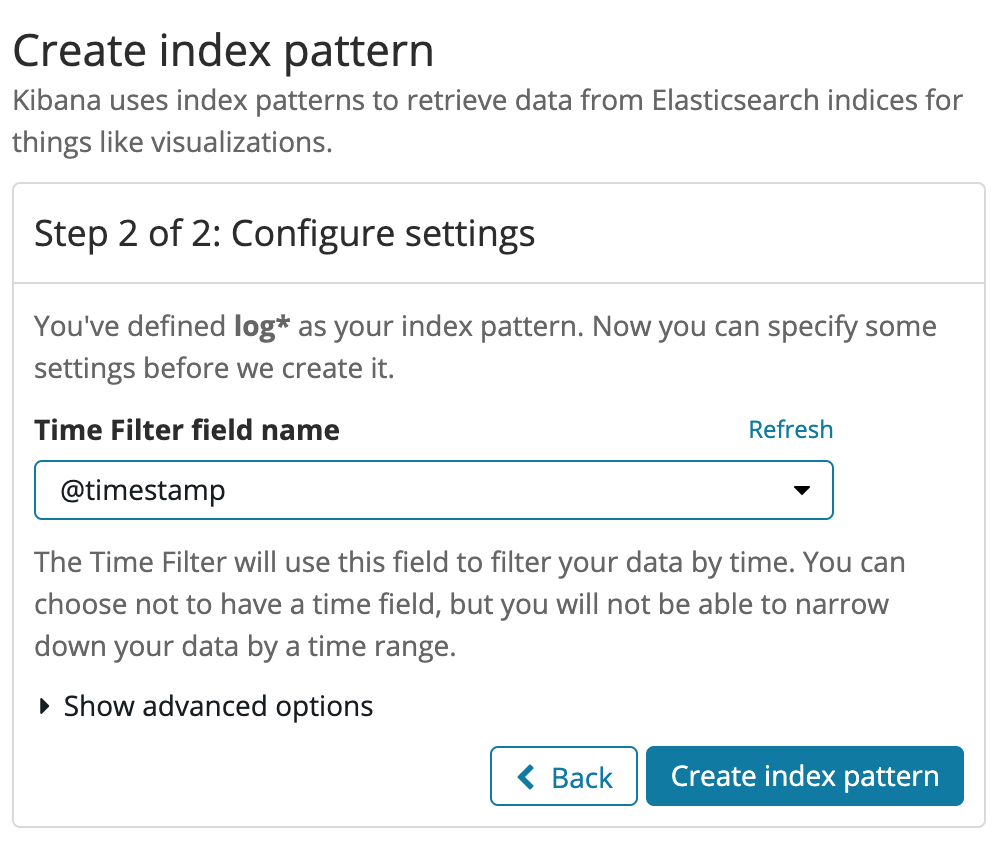 Create index pattern
Kibana uses index patterns to retrieve data from Elasticsearch indices for
things like visualizations.
Step 2 of 2: Configure settings
You've defined log* as your index pattern. Now you can specify some
settings before we create it.
Time Filter field name
Refresh
@timestamp
The Time Filter will use this field to filter your data by time. You can
choose not to have a time field, but you will not be able to narrow
down your data by a time range.
Show advanced options
Back
Create index pattern